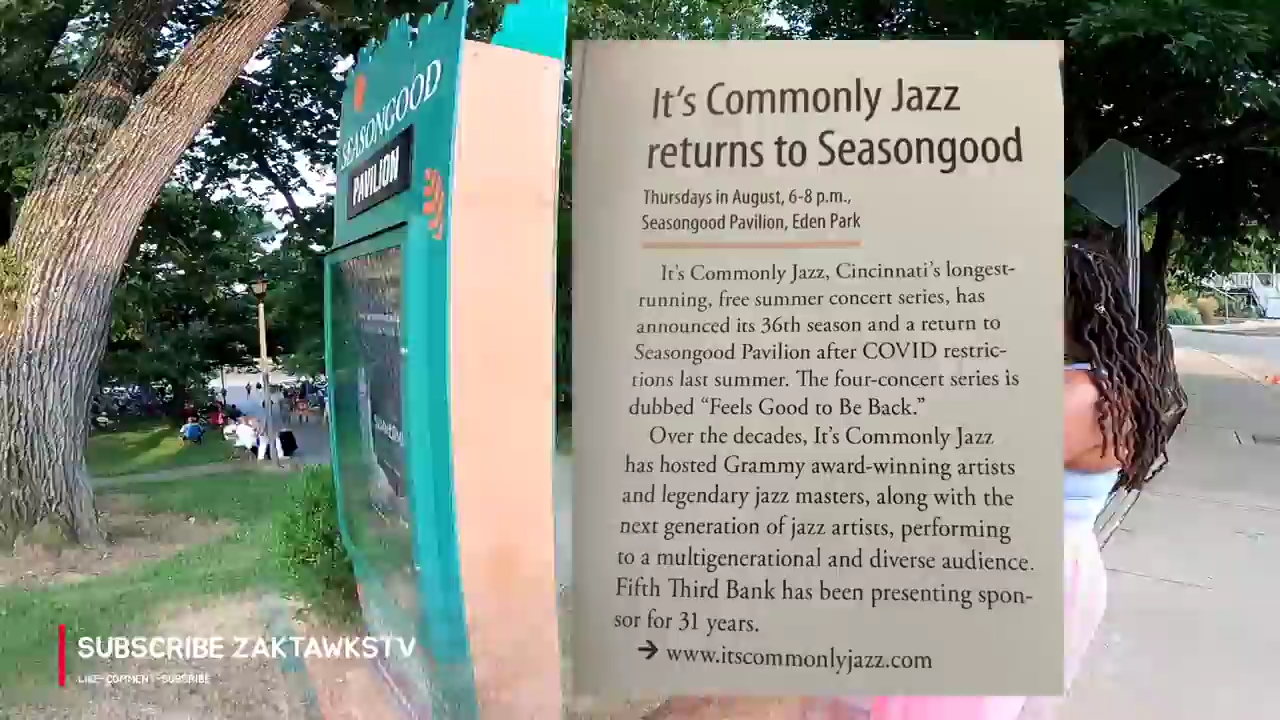 SEASONGOOD
PAVILION
It's Commonly Jazz
returns to Seasongood
Thursdays in August, 6-8 p.m.,
Seasongood Pavilion, Eden Park
It's Commonly Jazz, Cincinnati's longest-
running, free summer concert series, has
announced its 36th season and a return to
Seasongood Pavilion after COVID restric-
tions last summer. The four-concert series is
dubbed “Feels Good to Be Back.”
Over the decades, It's Commonly Jazz
has hosted Grammy award-winning artists
and legendary jazz masters, along with the
next generation of jazz artists, performing
to a multigenerational and diverse audience.
Fifth Third Bank has been presenting spon-
sor for 31 years.
→ www.itscommonlyjazz.com
SUBSCRIBE ZAKTAWKSTV
LIKE-COMMENT-SUBSCRIBE